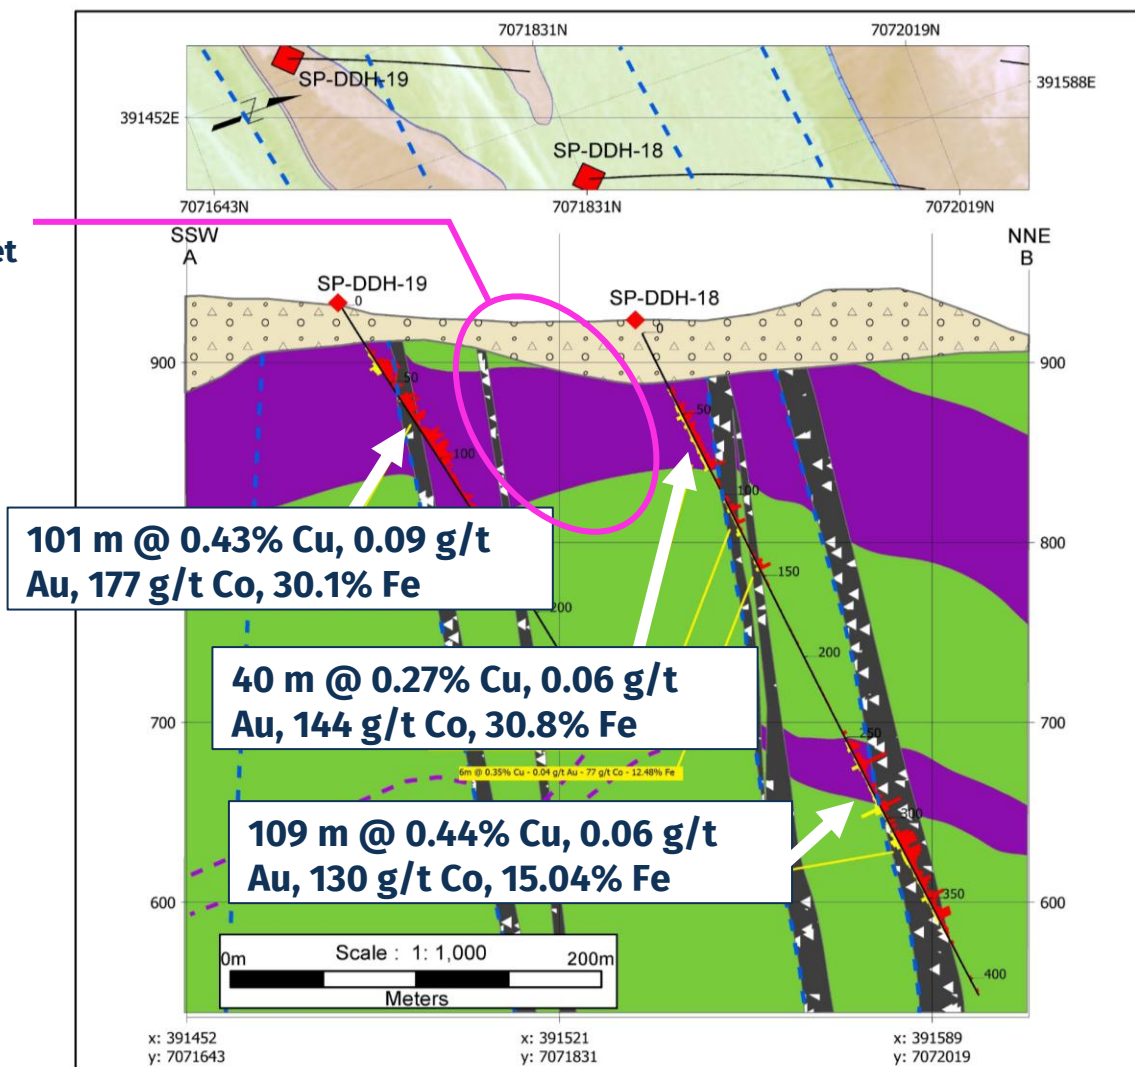 7071831N
7072019N
SP-DDH-19
391588E
391452E
SP-DDH-18
7071643N
7071831N
7072019N
SSW
A
NNE
B
et
SP-DDH-19
SP-DDH-18
0
0
900
900
50
50
100
100
101 m @ 0.43% Cu, 0.09 g/t
Au, 177 g/t Co, 30.1% Fe
800
800
150
200
40 m @ 0.27% Cu, 0.06 g/t
Au, 144 g/t Co, 30.8% Fe
200
700
700
250
6m @ 0.35% Cu - 0.04 g/t Au - 77 g/t Co - 12.48% Fe
109 m @ 0.44% Cu, 0.06 g/t
Au, 130 g/t Co, 15.04% Fe
300
350
600
600
Scale : 1: 1,000
0m
200m
Meters
400
x: 391452
y: 7071643
x: 391521
y: 7071831
x: 391589
y: 7072019